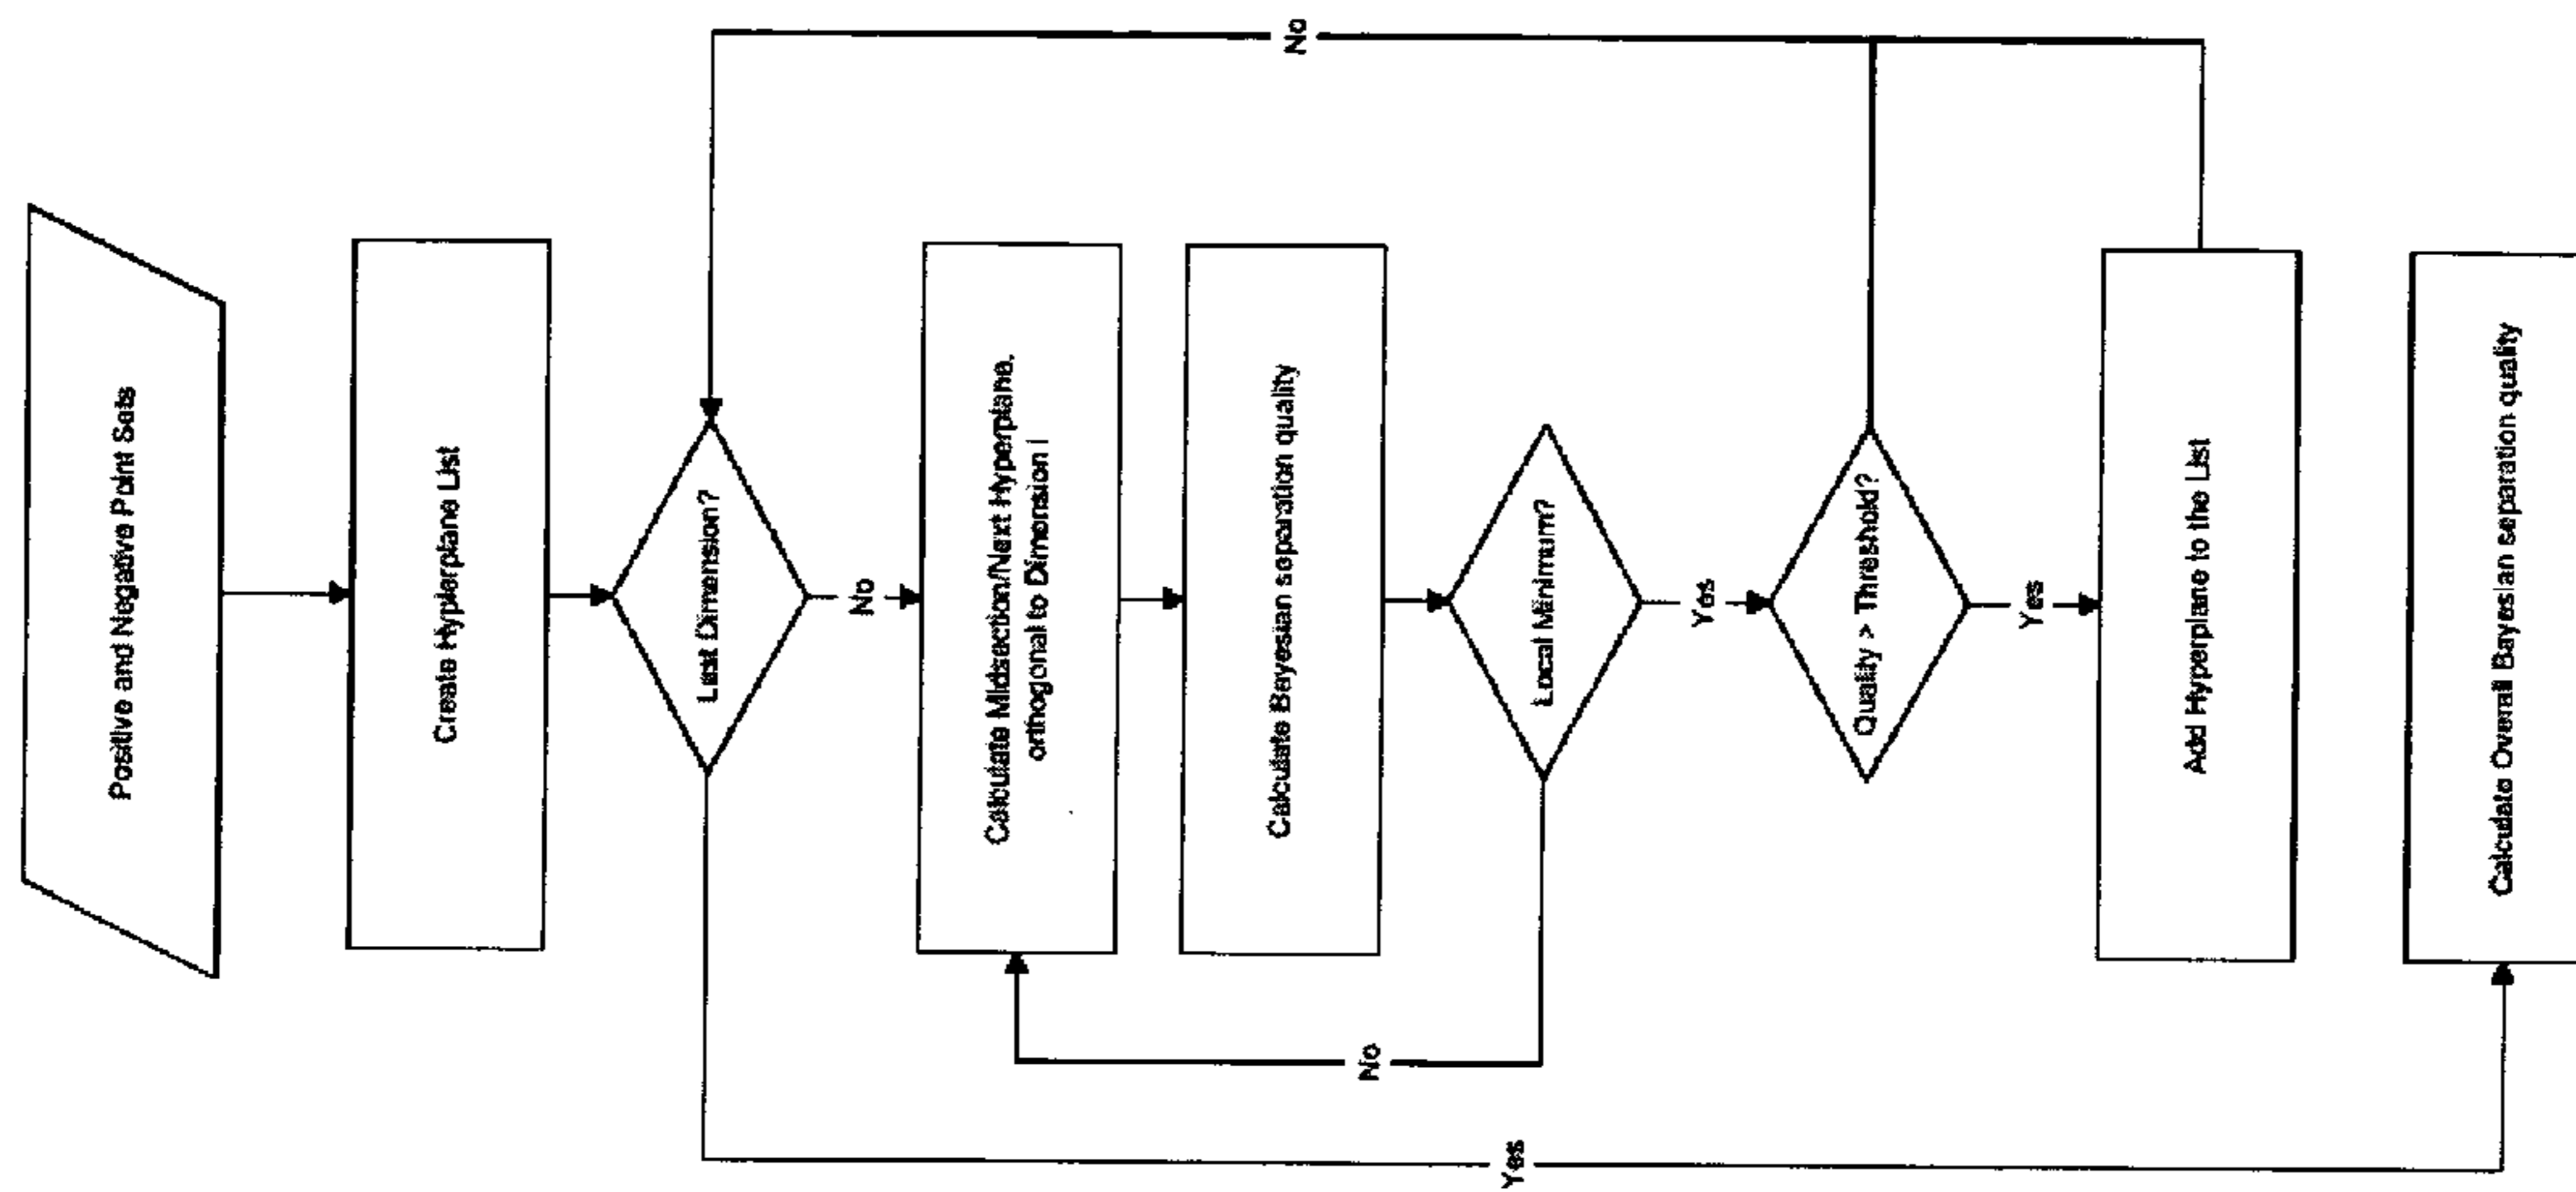 Positive and Negative Point Sets
Create Hyperplane List
Last Dimension?
No
Calculate Midsection/Next Hyperplane,
orthogonal to Dimension i
Calculate Bayesian separation quality
Local Minimum?
No
Yes
Quality > Threshold?
No
Yes
Add Hyperplane to the List
Yes
Calculate Overall Bayesian separation quality